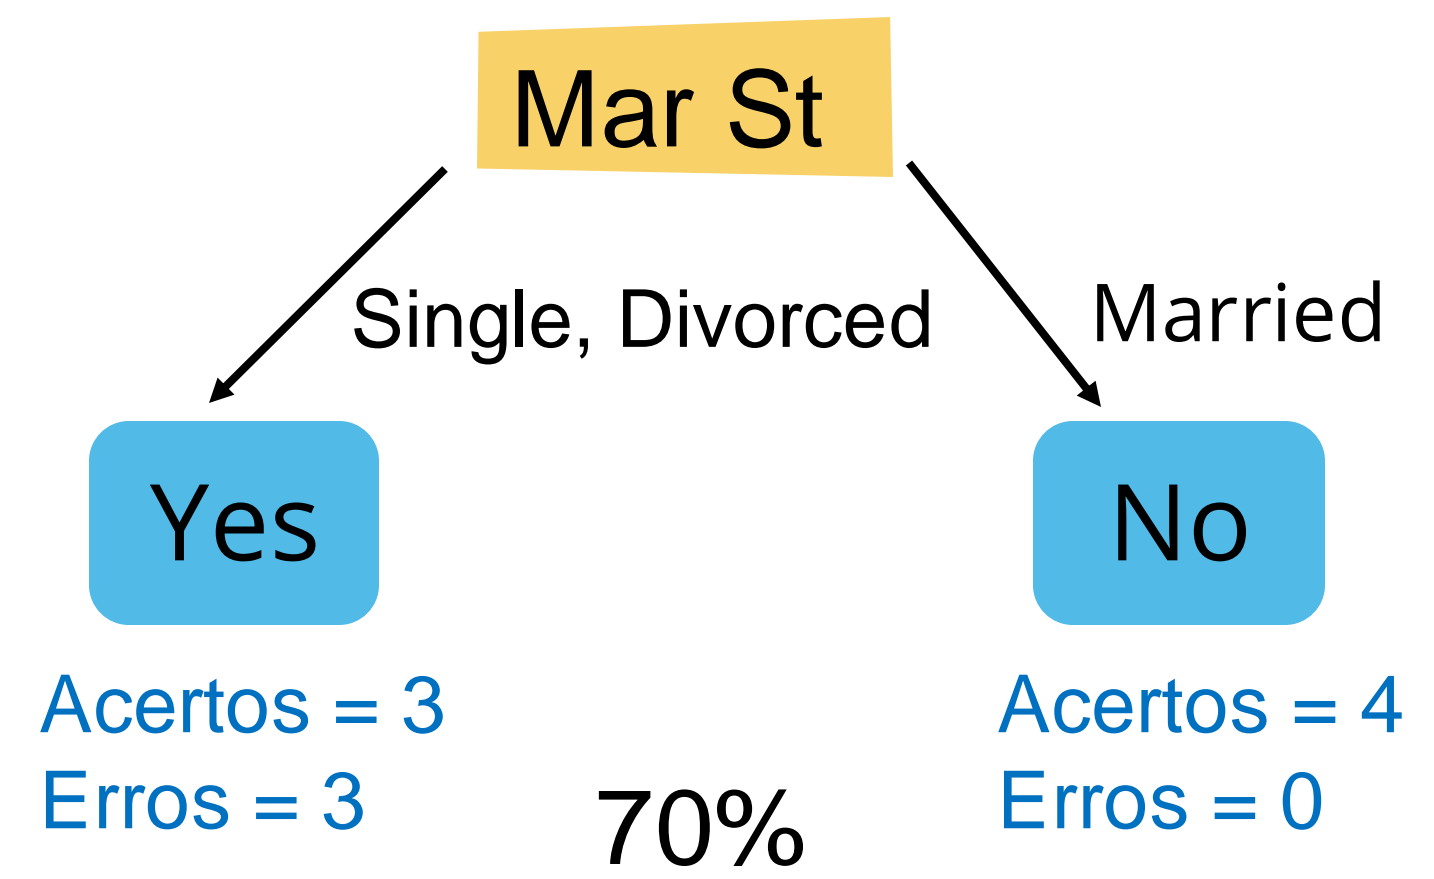 Mar St
Single, Divorced
Married
Yes
No
Acertos = 3
Erros = 3
Acertos = 4
Erros = 0
70%